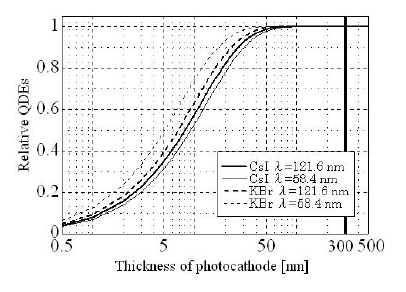 1
0.8
0.6
0.4
0.2
0
Relative QDEs
CsI λ=121.6 nm
CsI λ=58.4 nm
KBr λ=121.6 nm
KBr λ=58.4 nm
0.5 5 50 300 500
Thickness of photocathode [nm]